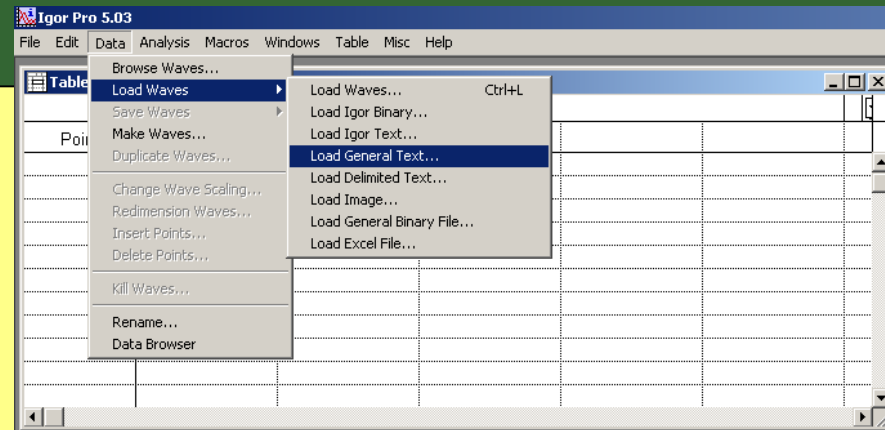 Igor Pro 5.03
File Edit Data Analysis Macros Windows Table Misc Help
Table
Poi
Browse Waves...
Load Waves
Save Waves
Make Waves...
Duplicate Waves...
Change Wave Scaling...
Redimension Waves...
Insert Points...
Delete Points...
Kill Waves...
Rename...
Data Browser
Load Waves... Ctrl+L
Load Igor Binary...
Load Igor Text...
Load General Text...
Load Delimited Text...
Load Image...
Load General Binary File...
Load Excel File...